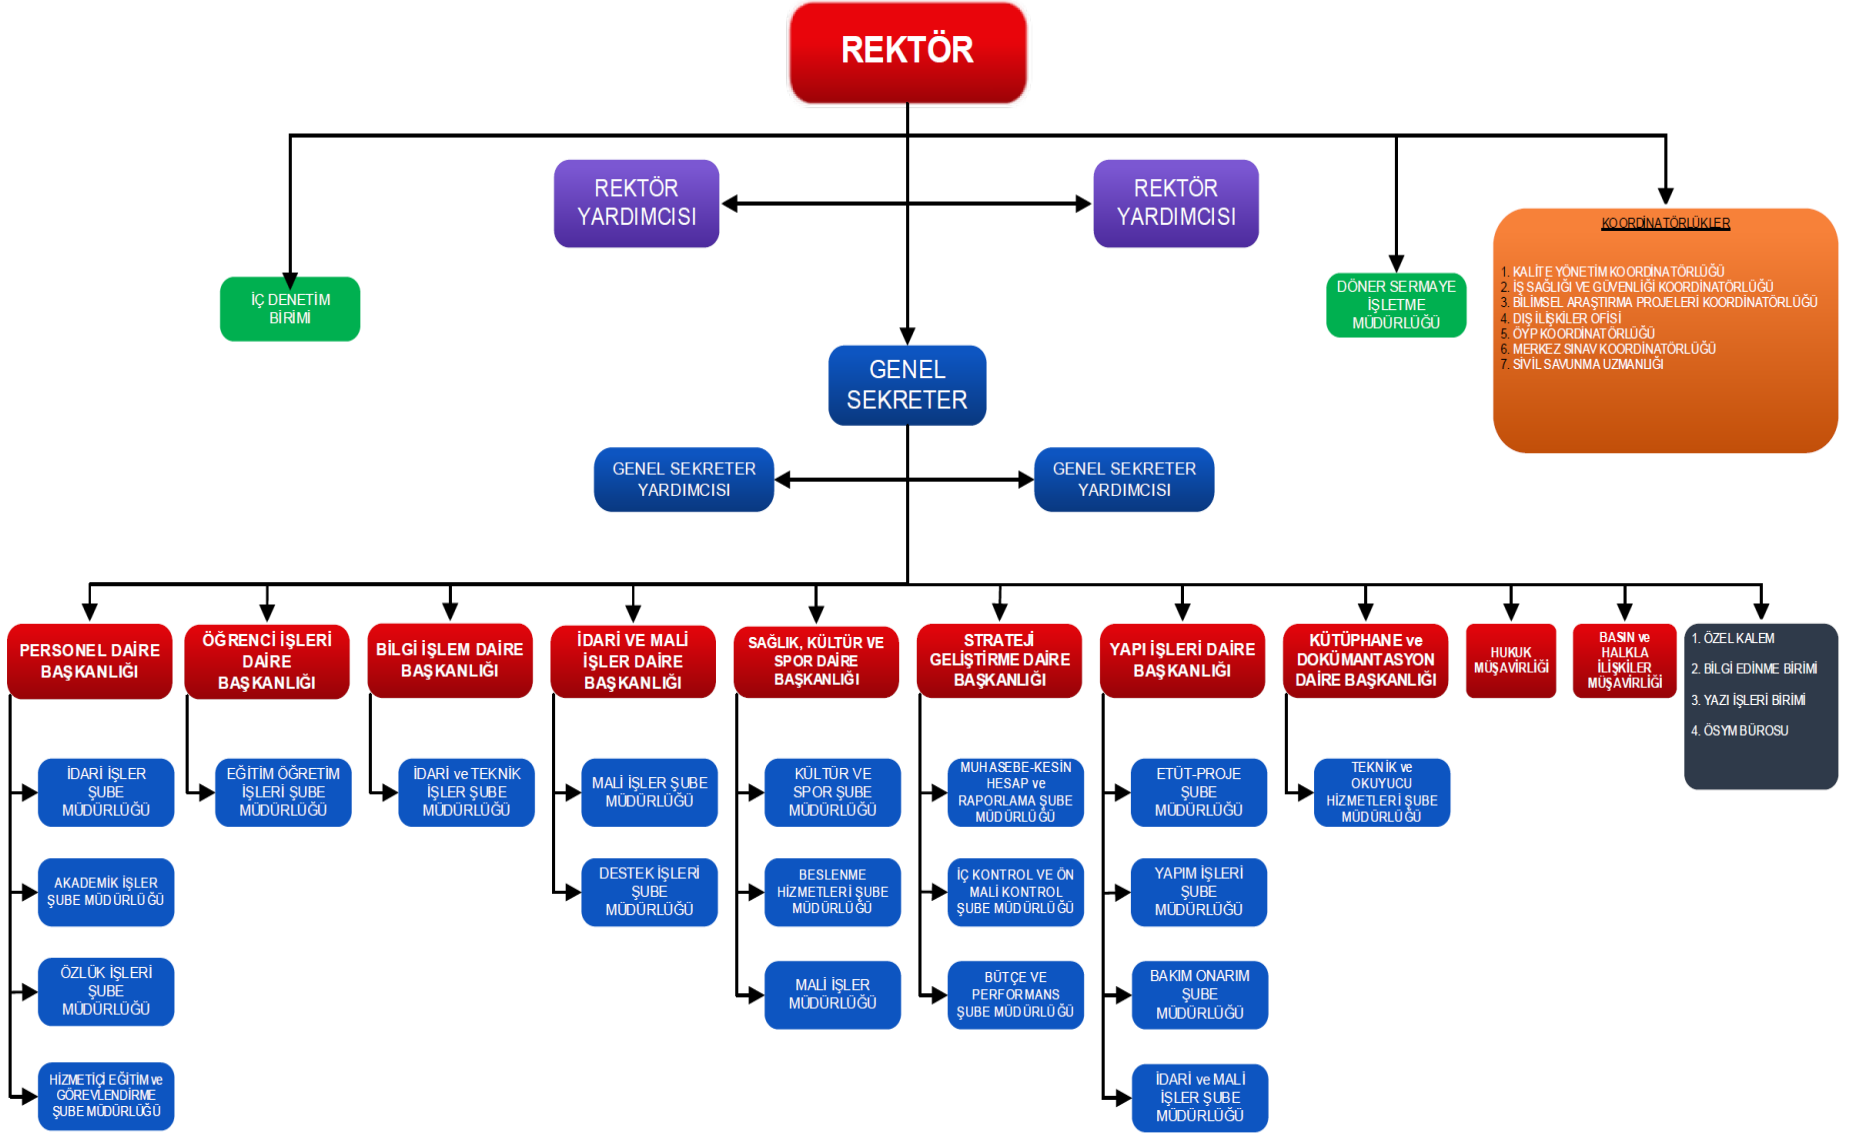 REKTÖR
REKTÖR
YARDIMCISI
REKTÖR
YARDIMCISI
İÇ DENETİM
BİRİMİ
DÖNER SERMAYE
İŞLETME
MÜDÜRLÜĞÜ
KOORDİNATÖRLÜKLER
1. KALİTE YÖNETİM KOORDİNATÖRLÜĞÜ
2. İŞ SAĞLIĞI VE GÜVENLİĞİ KOORDİNATÖRLÜĞÜ
3. BİLİMSEL ARAŞTIRMA PROJELERİ KOORDİNATÖRLÜĞÜ
4. DIŞ İLİŞKİLER OFİSİ
5. ÖYP KOORDİNATÖRLÜĞÜ
6. MERKEZ SINAV KOORDİNATÖRLÜĞÜ
7. SİVİL SAVUNMA UZMANLIĞI
GENEL
SEKRETER
GENEL SEKRETER
YARDIMCISI
GENEL SEKRETER
YARDIMCISI
PERSONEL DAİRE
BAŞKANLIĞI
ÖĞRENCİ İŞLERİ
DAİRE
BAŞKANLIĞI
BİLGİ İŞLEM DAİRE
BAŞKANLIĞI
İDARİ VE MALİ
İŞLER DAİRE
BAŞKANLIĞI
SAĞLIK, KÜLTÜR VE
SPOR DAİRE
BAŞKANLIĞI
STRATEJİ
GELİŞTİRME DAİRE
BAŞKANLIĞI
YAPI İŞLERİ DAİRE
BAŞKANLIĞI
KÜTÜPHANE ve
DOKÜMANTASYON
DAİRE BAŞKANLIĞI
HUKUK
MÜŞAVİRLİĞİ
BASIN ve
HALKLA
İLİŞKİLER
MÜŞAVİRLİĞİ
1. ÖZEL KALEM
2. BİLGİ EDİNME BİRİMİ
3. YAZI İŞLERİ BİRİMİ
4. ÖSYM BÜROSU
İDARİ İŞLER
ŞUBE
MÜDÜRLÜĞÜ
EĞİTİM ÖĞRETİM
İŞLERİ ŞUBE
MÜDÜRLÜĞÜ
İDARİ ve TEKNİK
İŞLER ŞUBE
MÜDÜRLÜĞÜ
MALİ İŞLER ŞUBE
MÜDÜRLÜĞÜ
KÜLTÜR VE
SPOR ŞUBE
MÜDÜRLÜĞÜ
MUHASEBE-KESİN
HESAP ve
RAPORLAMA ŞUBE
MÜDÜRLÜĞÜ
ETÜT-PROJE
ŞUBE
MÜDÜRLÜĞÜ
TEKNİK ve
OKUYUCU
HİZMETLERİ ŞUBE
MÜDÜRLÜĞÜ
AKADEMİK İŞLER
ŞUBE MÜDÜRLÜĞÜ
DESTEK İŞLERİ
ŞUBE
MÜDÜRLÜĞÜ
BESLENME
HİZMETLERİ ŞUBE
MÜDÜRLÜĞÜ
İÇ KONTROL VE ÖN
MALİ KONTROL
ŞUBE MÜDÜRLÜĞÜ
YAPIM İŞLERİ
ŞUBE
MÜDÜRLÜĞÜ
ÖZLÜK İŞLERİ
ŞUBE
MÜDÜRLÜĞÜ
MALİ İŞLER
MÜDÜRLÜĞÜ
BÜTÇE VE
PERFORMANS
ŞUBE MÜDÜRLÜĞÜ
BAKIM ONARIM
ŞUBE
MÜDÜRLÜĞÜ
HİZMETİÇİ EĞİTİM ve
GÖREVLENDİRME
ŞUBE MÜDÜRLÜĞÜ
İDARİ ve MALİ
İŞLER ŞUBE
MÜDÜRLÜĞÜ